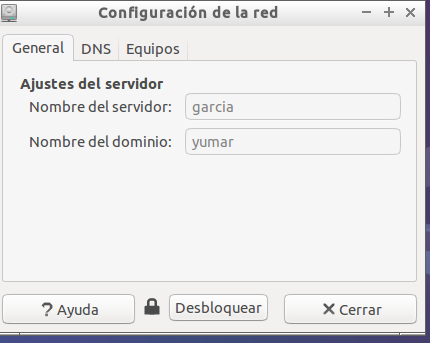 Configuración de la red
General DNS Equipos
Ajustes del servidor
Nombre del servidor: garcia
Nombre del dominio: yumar
? Ayuda Desbloquear Cerrar